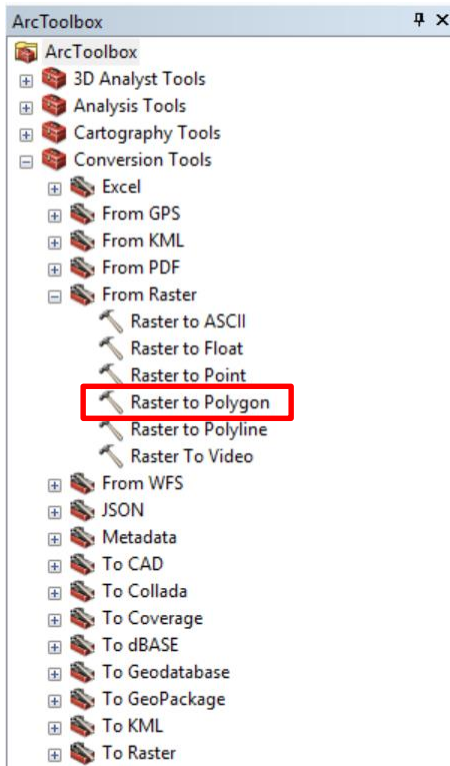 ArcToolbox
ArcToolbox
3D Analyst Tools
Analysis Tools
Cartography Tools
Conversion Tools
Excel
From GPS
From KML
From PDF
From Raster
Raster to ASCII
Raster to Float
Raster to Point
Raster to Polygon
Raster to Polyline
Raster To Video
From WFS
JSON
Metadata
To CAD
To Collada
To Coverage
To dBASE
To Geodatabase
To GeoPackage
To KML
To Raster